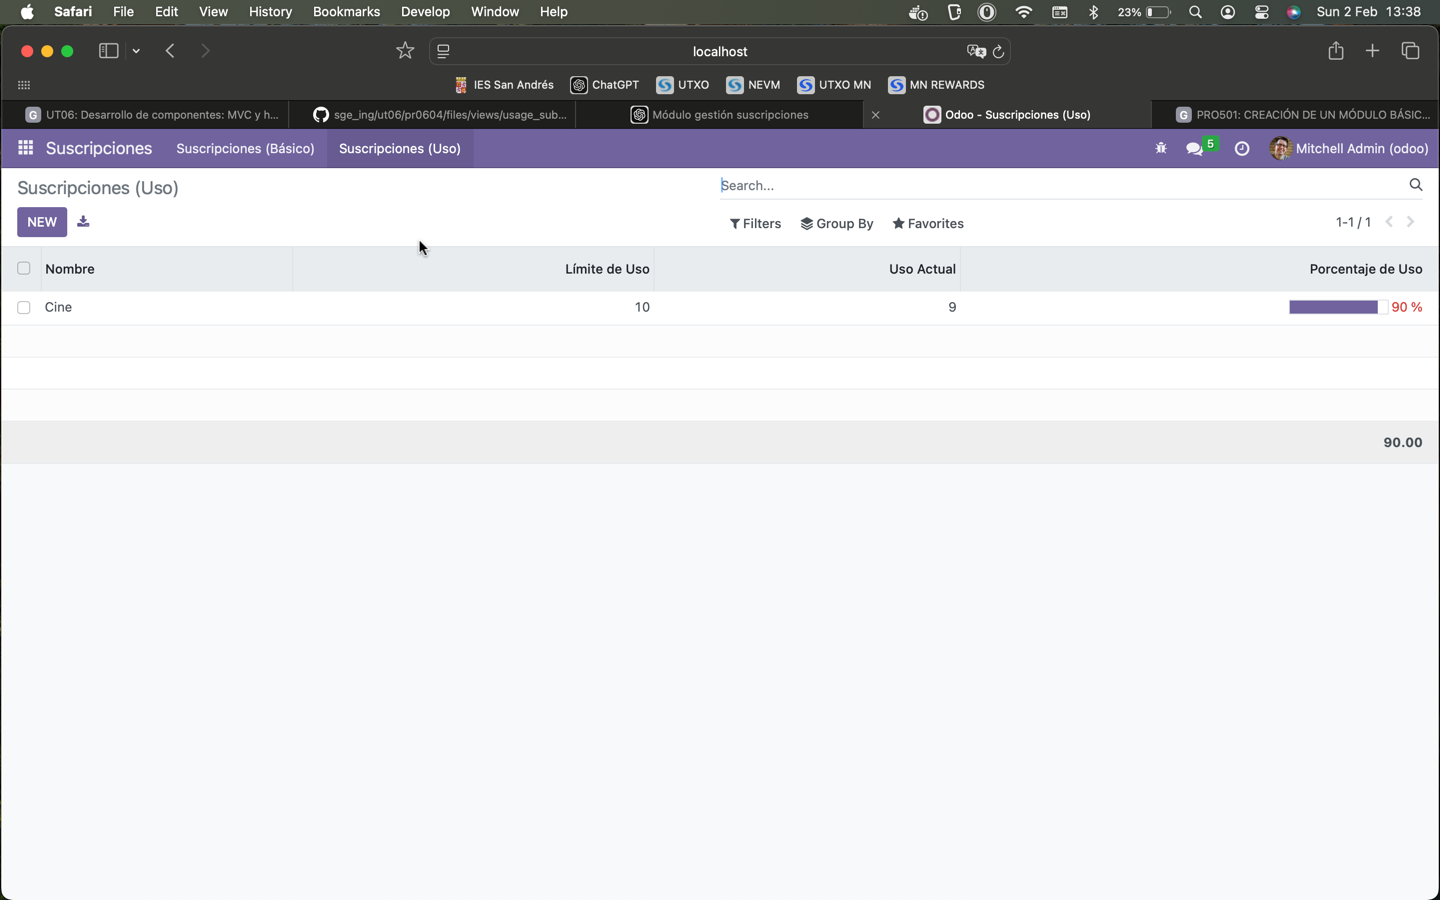 Safari File Edit View History Bookmarks Develop Window Help 23% Sun 2 Feb 13:38
localhost
IES San Andrés ChatGPT UTXO NEVM UTXO MN MN REWARDS
UT06: Desarrollo de componentes: MVC y h... sge_ing/ut06/pr0604/files/views/usage_sub... Módulo gestión suscripciones Odoo - Suscripciones (Uso) PRO501: CREACIÓN DE UN MÓDULO BÁSIC...
Suscripciones Suscripciones (Básico) Suscripciones (Uso) 5 Mitchell Admin (odoo)
Suscripciones (Uso) Search...
NEW Filters Group By Favorites 1-1 / 1
Nombre Límite de Uso Uso Actual Porcentaje de Uso
Cine 10 9 90 %
90.00